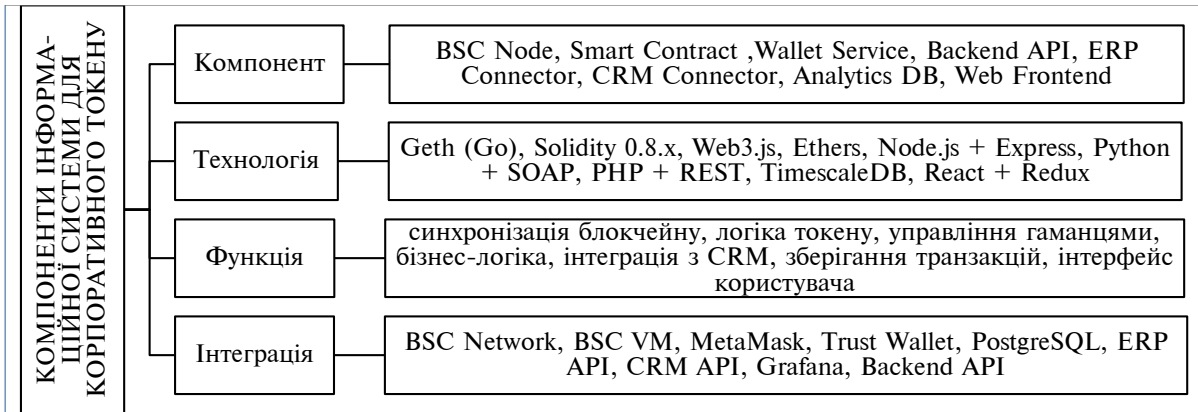 КОМПОНЕНТИ ІНФОРМА-
ЦІЙНОЇ СИСТЕМИ ДЛЯ
КОРПОРАТИВНОГО ТОКЕНУ
Компонент
BSC Node, Smart Contract ,Wallet Service, Backend API, ERP
Connector, CRM Connector, Analytics DB, Web Frontend
Технологія
Geth (Go), Solidity 0.8.x, Web3.js, Ethers, Node.js + Express, Python
+ SOAP, PHP + REST, TimescaleDB, React + Redux
Функція
синхронізація блокчейну, логіка токену, управління гаманцями,
бізнес-логіка, інтеграція з CRM, зберігання транзакцій, інтерфейс
користувача
Інтеграція
BSC Network, BSC VM, MetaMask, Trust Wallet, PostgreSQL, ERP
API, CRM API, Grafana, Backend API